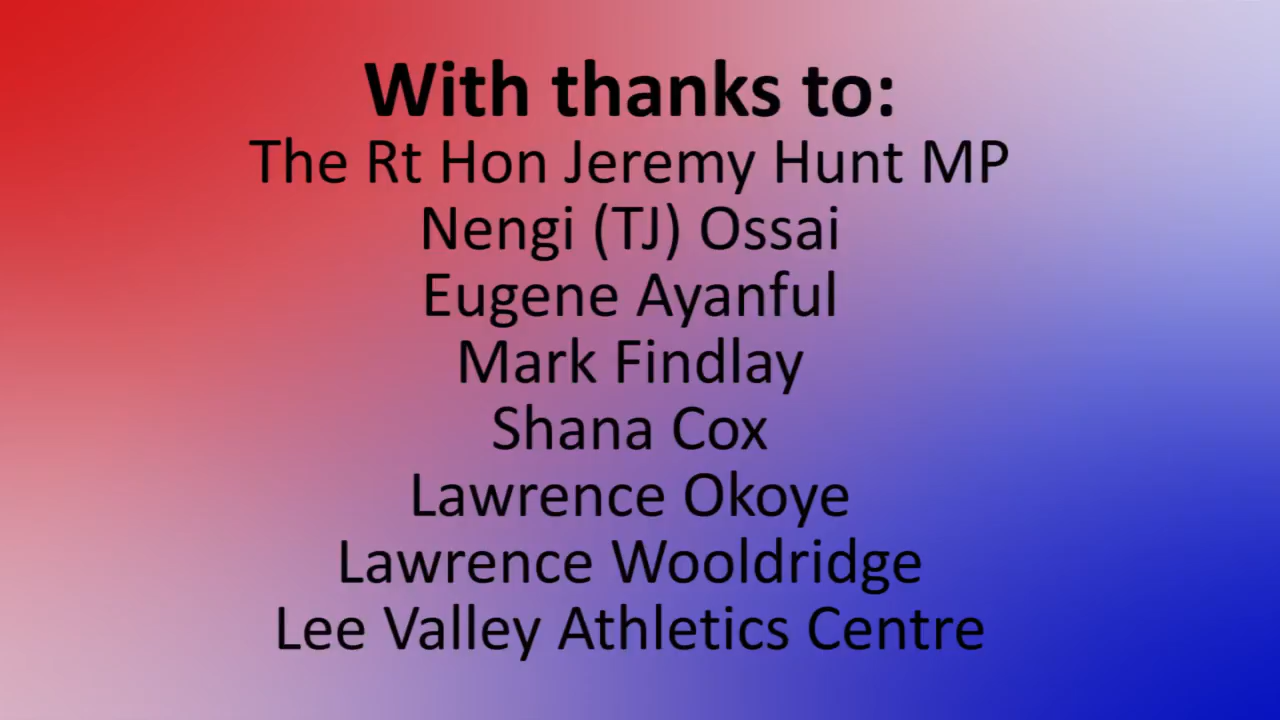 With thanks to:
The Rt Hon Jeremy Hunt MP
Nengi (TJ) Ossai
Eugene Ayanful
Mark Findlay
Shana Cox
Lawrence Okoye
Lawrence Wooldridge
Lee Valley Athletics Centre